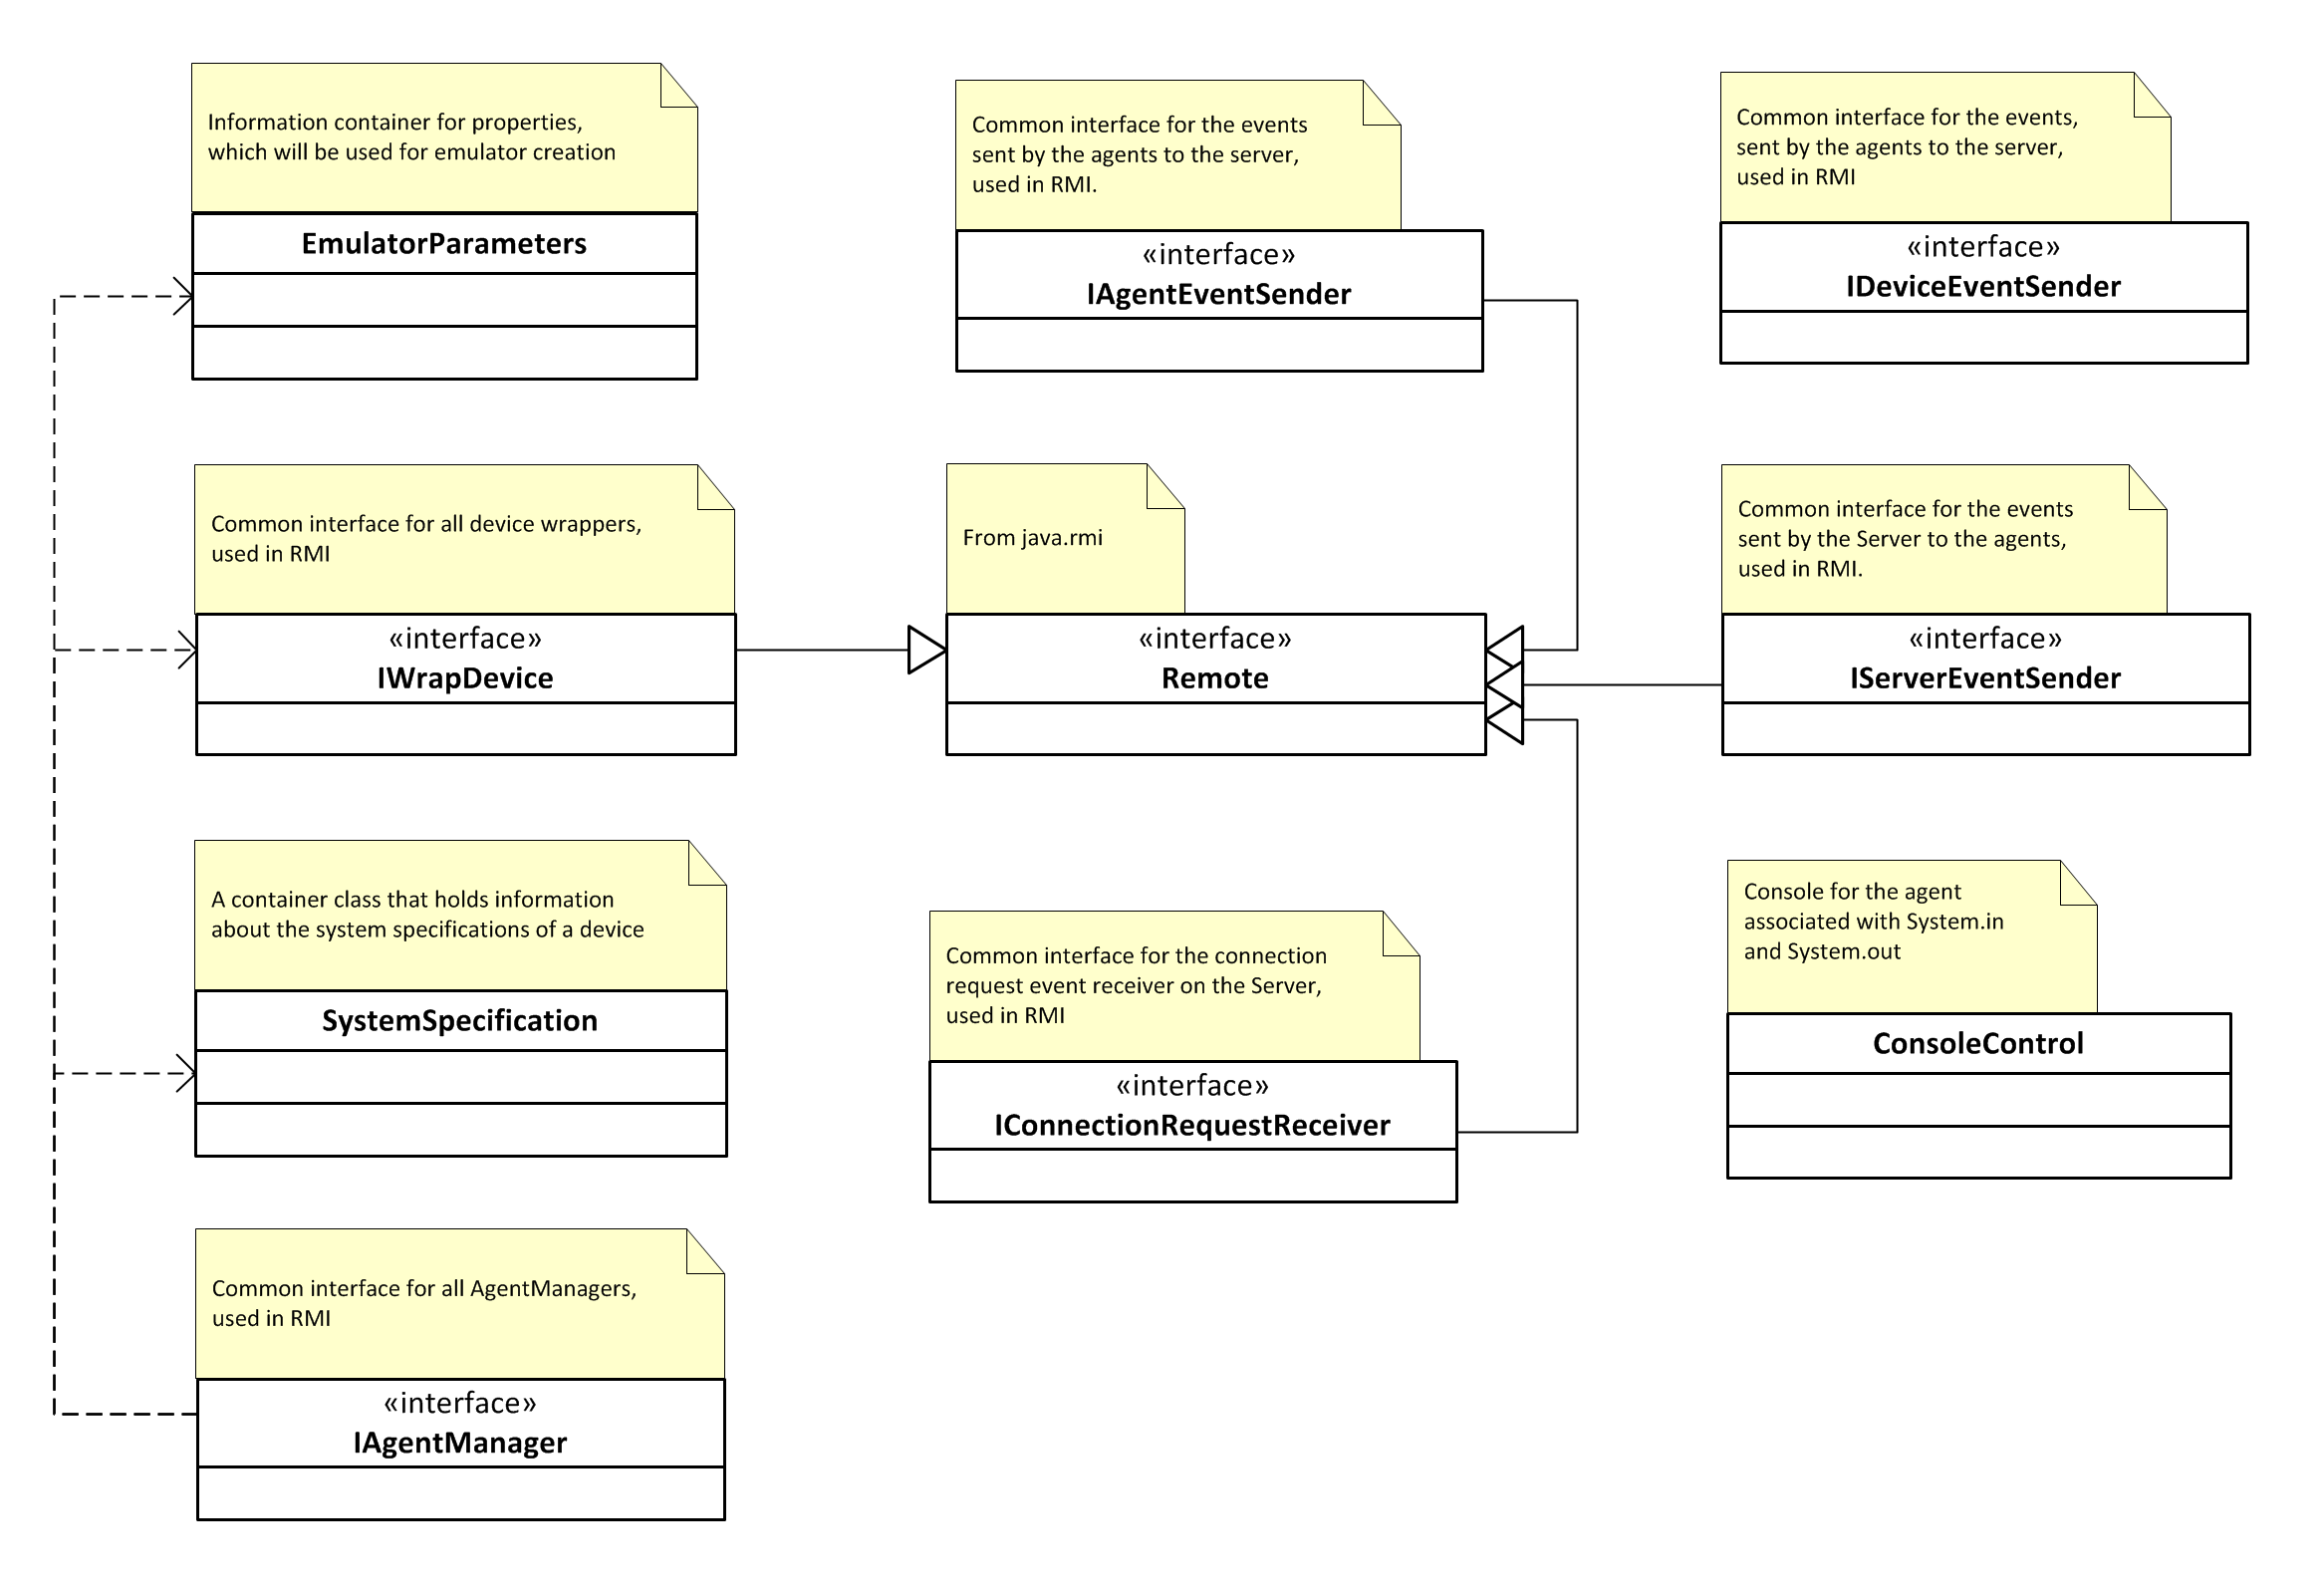 Information container for properties,
which will be used for emulator creation
EmulatorParameters
Common interface for the events
sent by the agents to the server,
used in RMI.
«interface»
IAgentEventSender
Common interface for the events,
sent by the agents to the server,
used in RMI
«interface»
IDeviceEventSender
Common interface for all device wrappers,
used in RMI
«interface»
IWrapDevice
From java.rmi
«interface»
Remote
Common interface for the events
sent by the Server to the agents,
used in RMI.
«interface»
IServerEventSender
A container class that holds information
about the system specifications of a device
SystemSpecification
Common interface for the connection
request event receiver on the Server,
used in RMI
«interface»
IConnectionRequestReceiver
Console for the agent
associated with System.in
and System.out
ConsoleControl
Common interface for all AgentManagers,
used in RMI
«interface»
IAgentManager